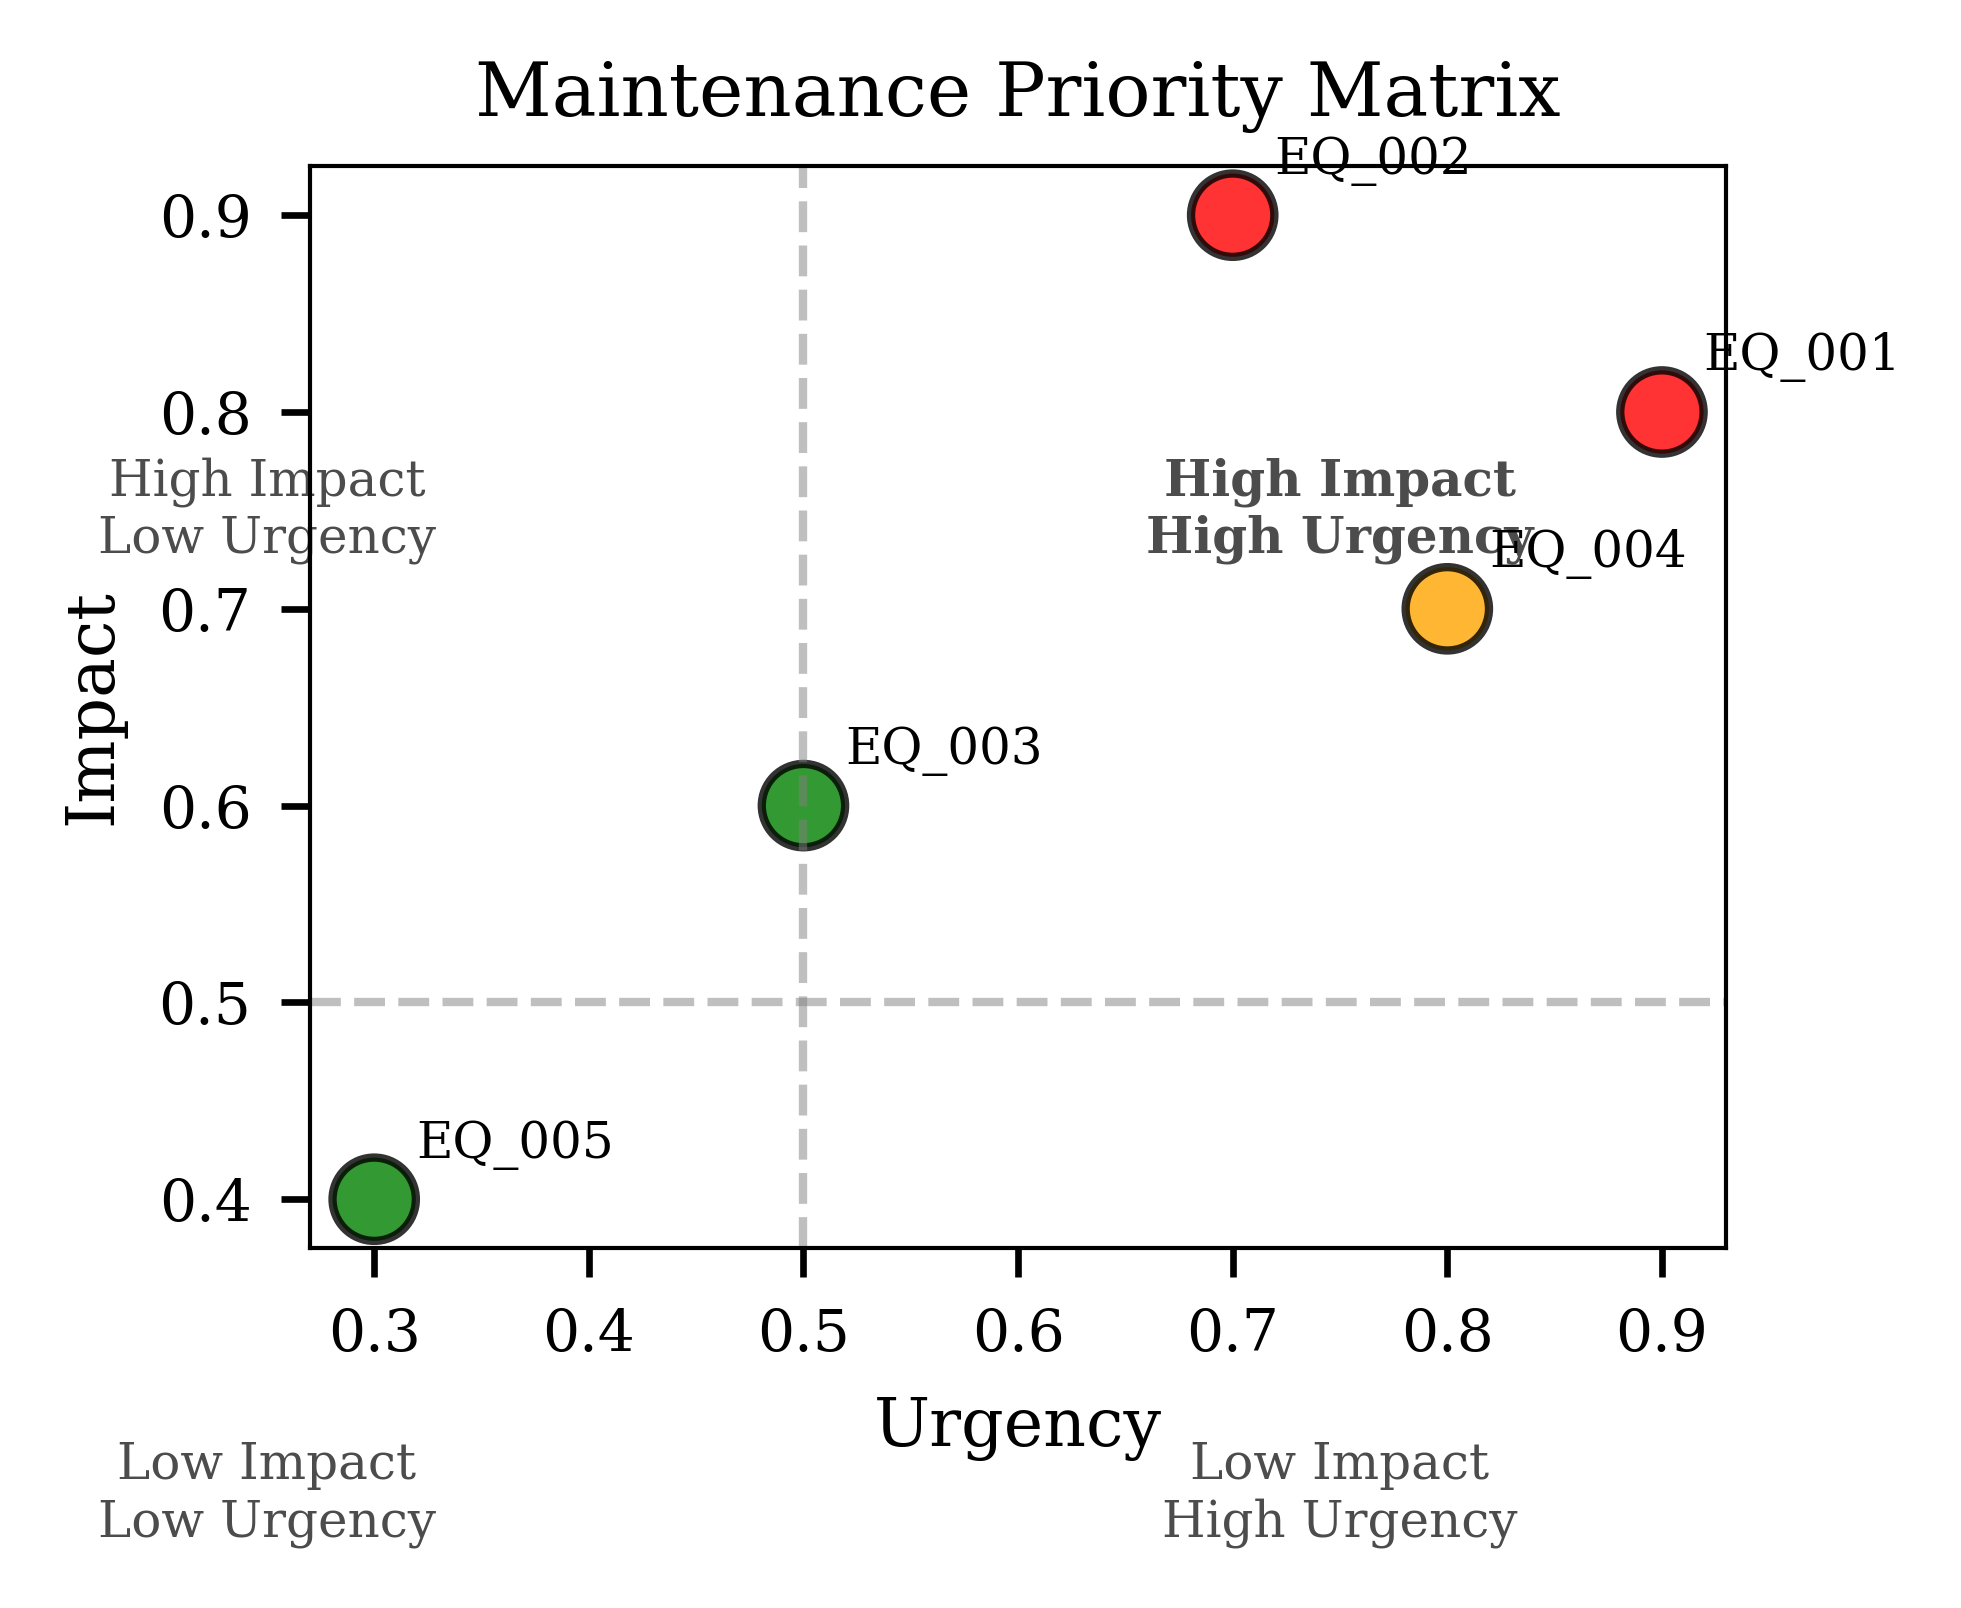 Maintenance Priority Matrix
EQ_002
0.9
EQ_001
0.8
High Impact
Low Urgency
High Impact
High Urgency
EQ_004
0.7
Impact
EQ_003
0.6
0.5
EQ_005
0.4
0.3 0.4 0.5 0.6 0.7 0.8 0.9
Urgency
Low Impact
Low Urgency
Low Impact
High Urgency